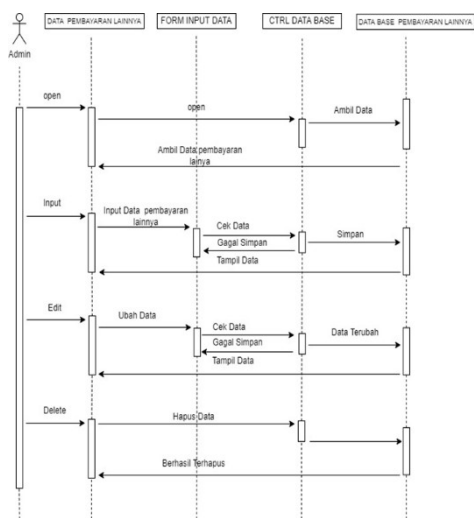 DATA PEMBAYARAN LAINNYA
FORM INPUT DATA
CTRL DATA BASE
DATA BASE PEMBAYARAN LAINNYA
Admin
open
open
Ambil Data
Ambil Data pembayaran
lainya
Input
Input Data pembayaran
lainnya
Cek Data
Gagal Simpan
Simpan
Tampil Data
Edit
Ubah Data
Cek Data
Gagal Simpan
Data Terubah
Tampil Data
Delete
Hapus Data
Berhasil Terhapus